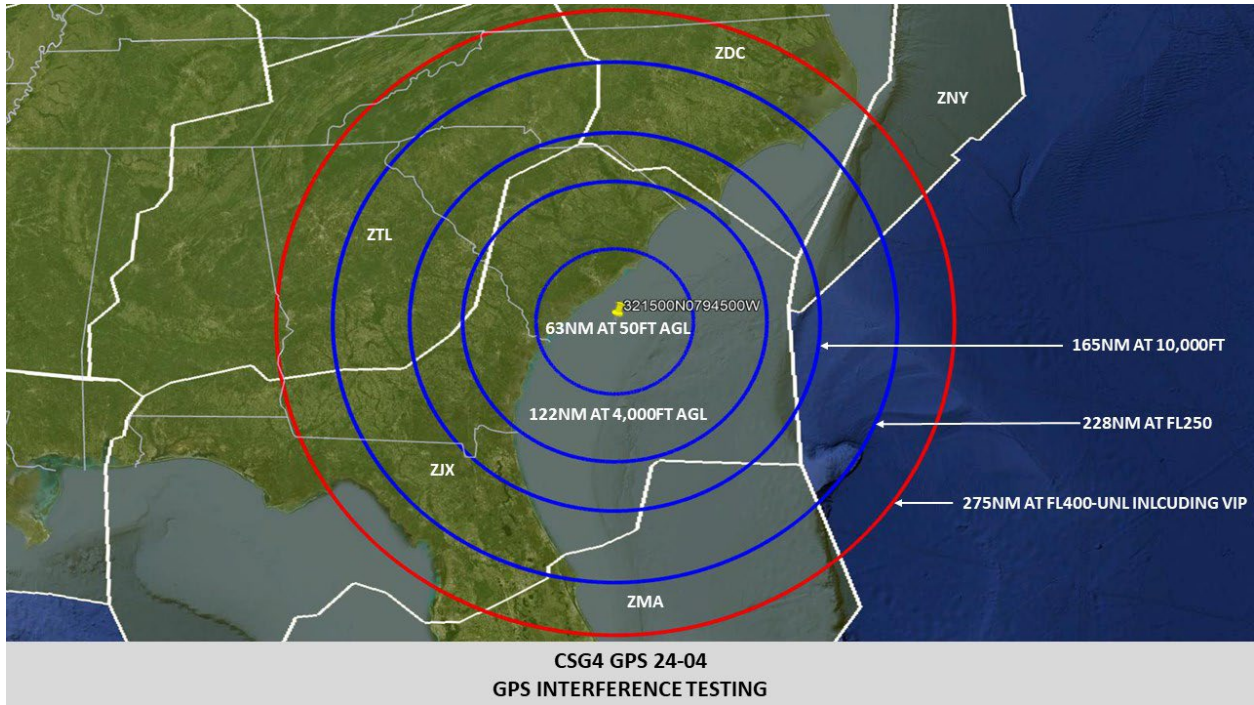 ZDC
ZNY
ZTL
321500N0794500W
63NM AT 50FT AGL
165NM AT 10,000FT
122NM AT 4,000FT AGL
228NM AT FL250
ZJX
275NM AT FL400-UNL INLCUDING VIP
ZMA
CSG4 GPS 24-04
GPS INTERFERENCE TESTING